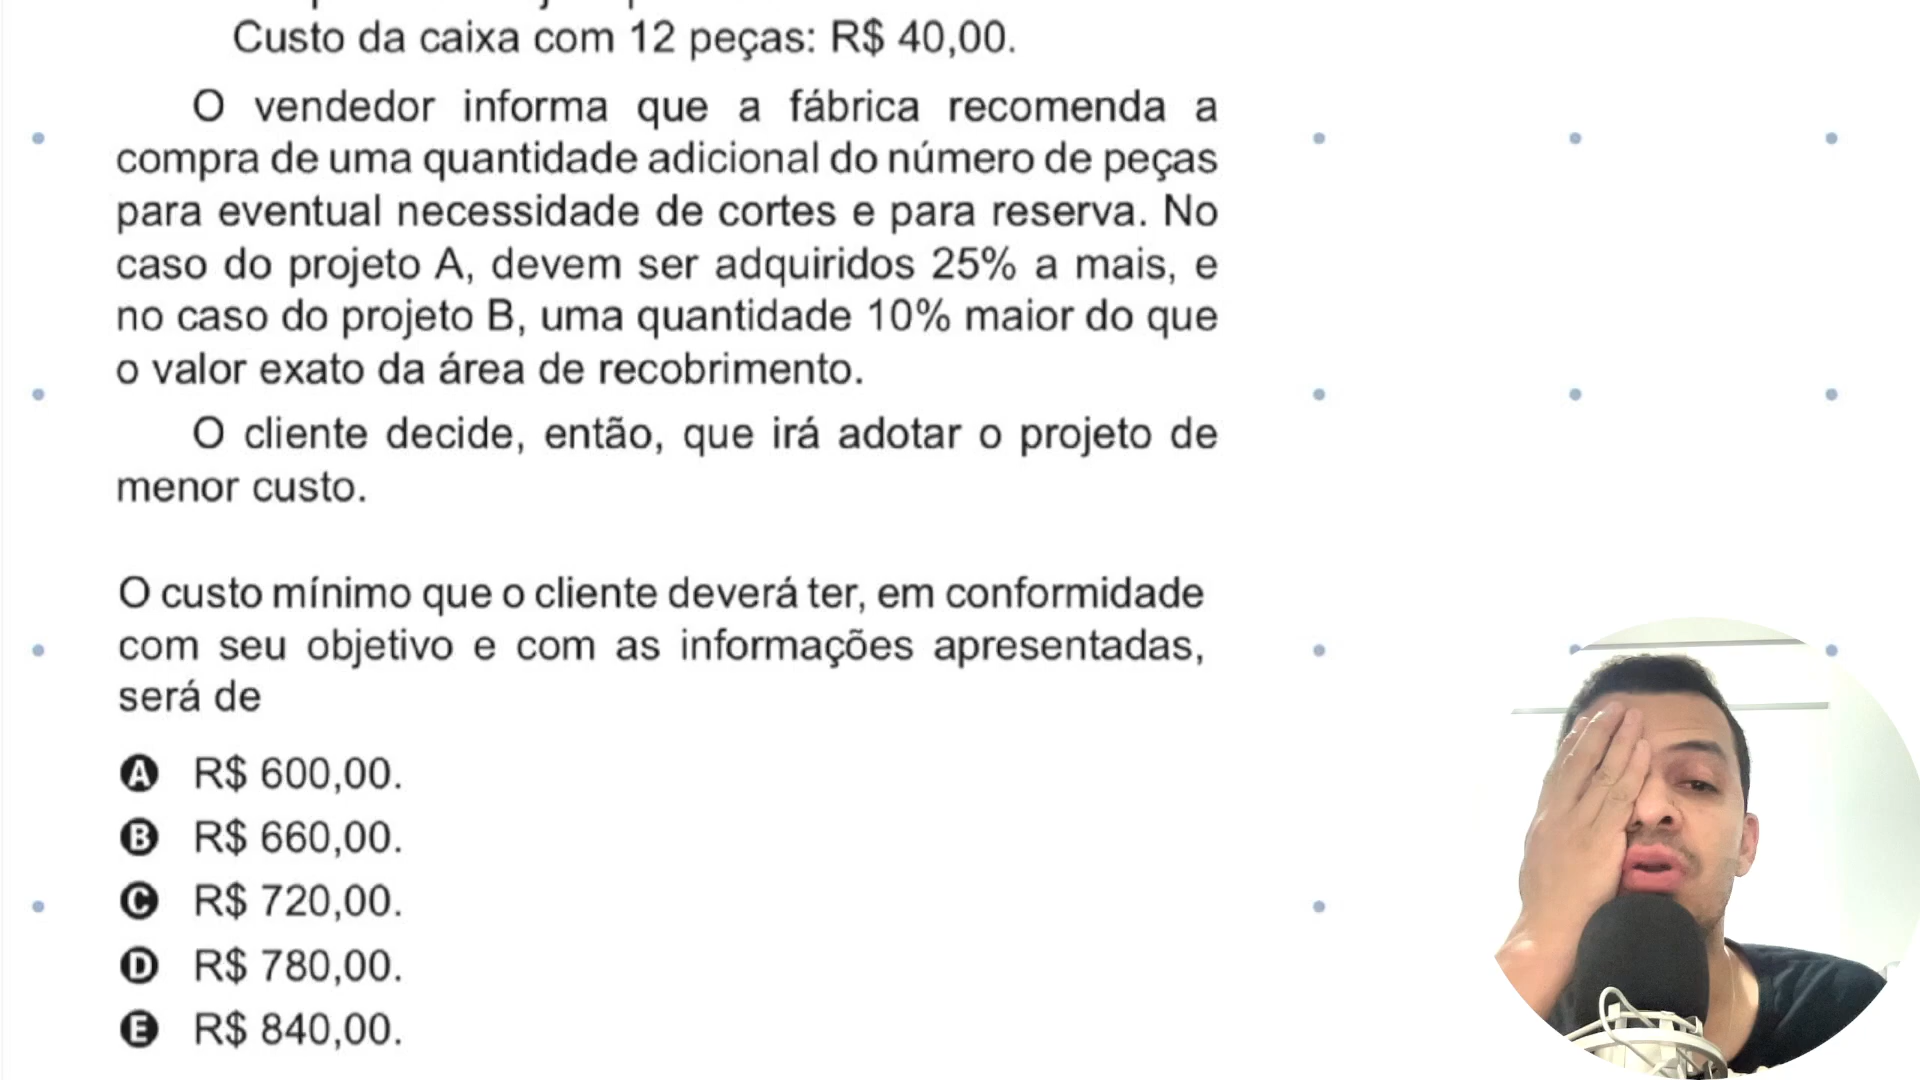 Custo da caixa com 12 peças: R$ 40,00.
O vendedor informa que a fábrica recomenda a
compra de uma quantidade adicional do número de peças
para eventual necessidade de cortes e para reserva. No
caso do projeto A, devem ser adquiridos 25% a mais, e
no caso do projeto B, uma quantidade 10% maior do que
o valor exato da área de recobrimento.
O cliente decide, então, que irá adotar o projeto de
menor custo.
O custo mínimo que o cliente deverá ter, em conformidade
com seu objetivo e com as informações apresentadas,
será de
A R$ 600,00.
B R$ 660,00.
C R$ 720,00.
D R$ 780,00.
E R$ 840,00.